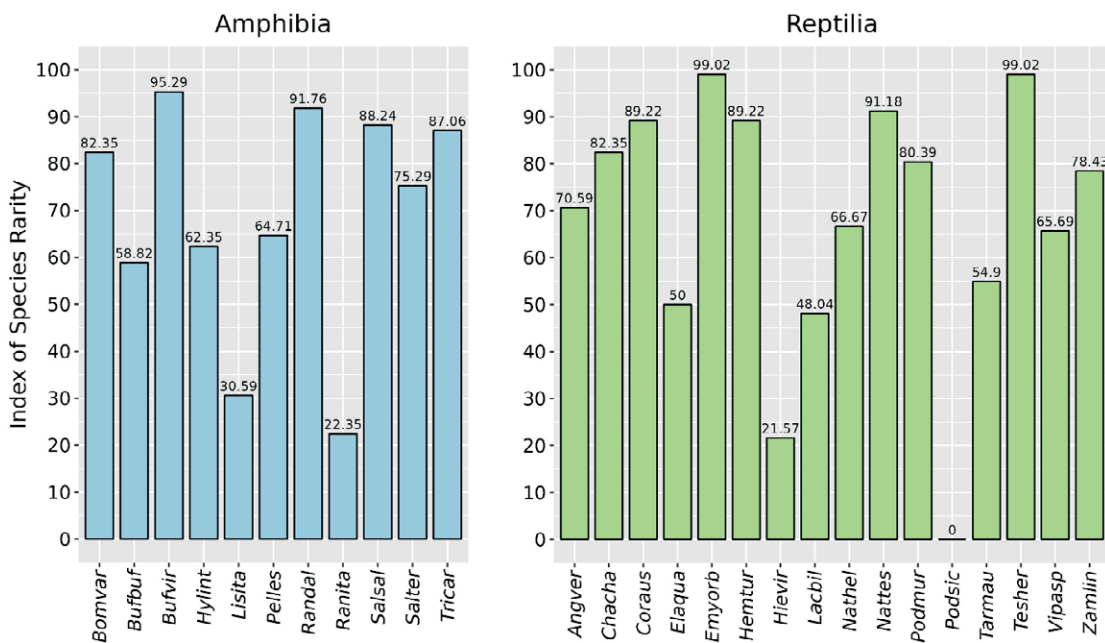 Amphibia
Index of Species Rarity
100
90
80
70
60
50
40
30
20
10
0
82.35
58.82
95.29
62.35
30.59
64.71
91.76
22.35
88.24
75.29
87.06
Bomvar
Bufbuf
Bufvir
Hylint
Lisita
Pelles
Randal
Ranita
Salsal
Salter
Tricar
Reptilia
100
90
80
70
60
50
40
30
20
10
0
70.59
82.35
89.22
50
99.02
89.22
21.57
48.04
66.67
91.18
80.39
0
54.9
99.02
65.69
78.43
Angver
Chacha
Coraus
Elaqua
Emyorb
Hemtur
Hievir
Lacbil
Nathel
Nattes
Podmur
Podsic
Tarmau
Tesher
Vipasp
Zamlin